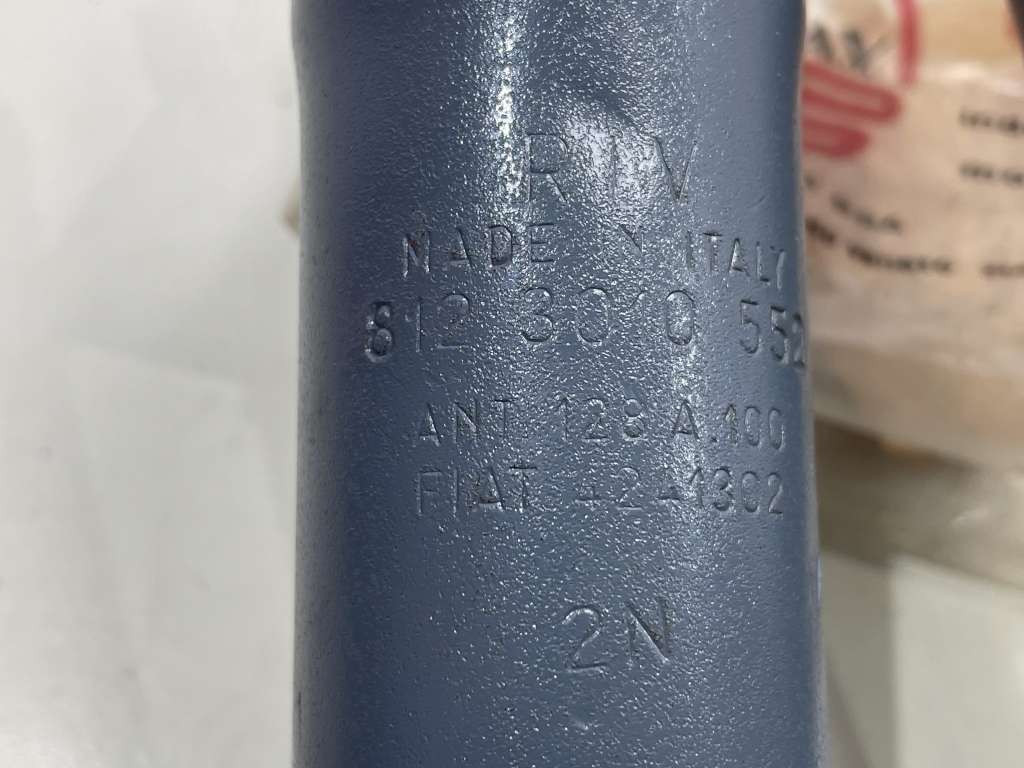 RIV
MADE IN ITALY
812 3010 552
ANT. 128 A.100
FIAT 4241302
2N